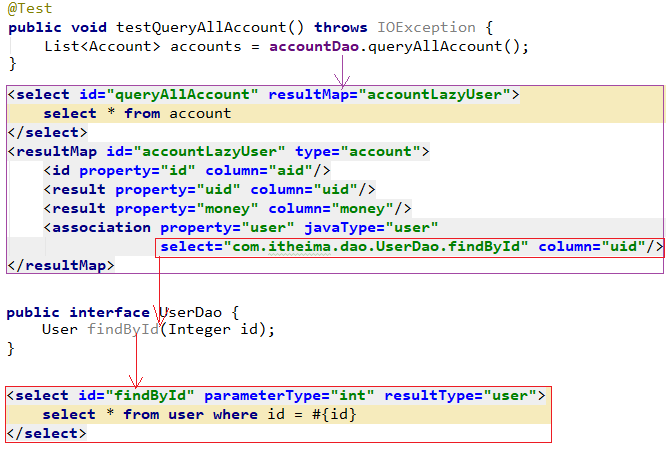 @Test
public void testQueryAllAccount() throws IOException {
    List<Account> accounts = accountDao.queryAllAccount();
}
<select id="queryAllAccount" resultMap="accountLazyUser">
    select * from account
</select>
<resultMap id="accountLazyUser" type="account">
    <id property="id" column="aid"/>
    <result property="uid" column="uid"/>
    <result property="money" column="money"/>
    <association property="user" javaType="user"
                 select="com.itheima.dao.UserDao.findById" column="uid"/>
</resultMap>
public interface UserDao {
    User findById(Integer id);
}
<select id="findById" parameterType="int" resultType="user">
    select * from user where id = #{id}
</select>